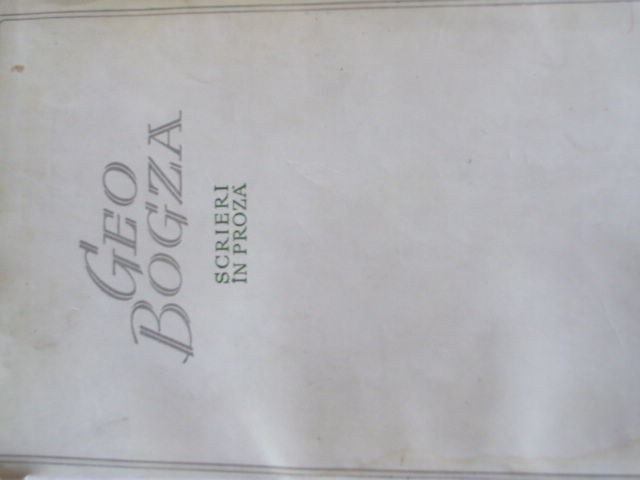 GEO
BOGZA
SCRIERI
ÎN PROZĂ